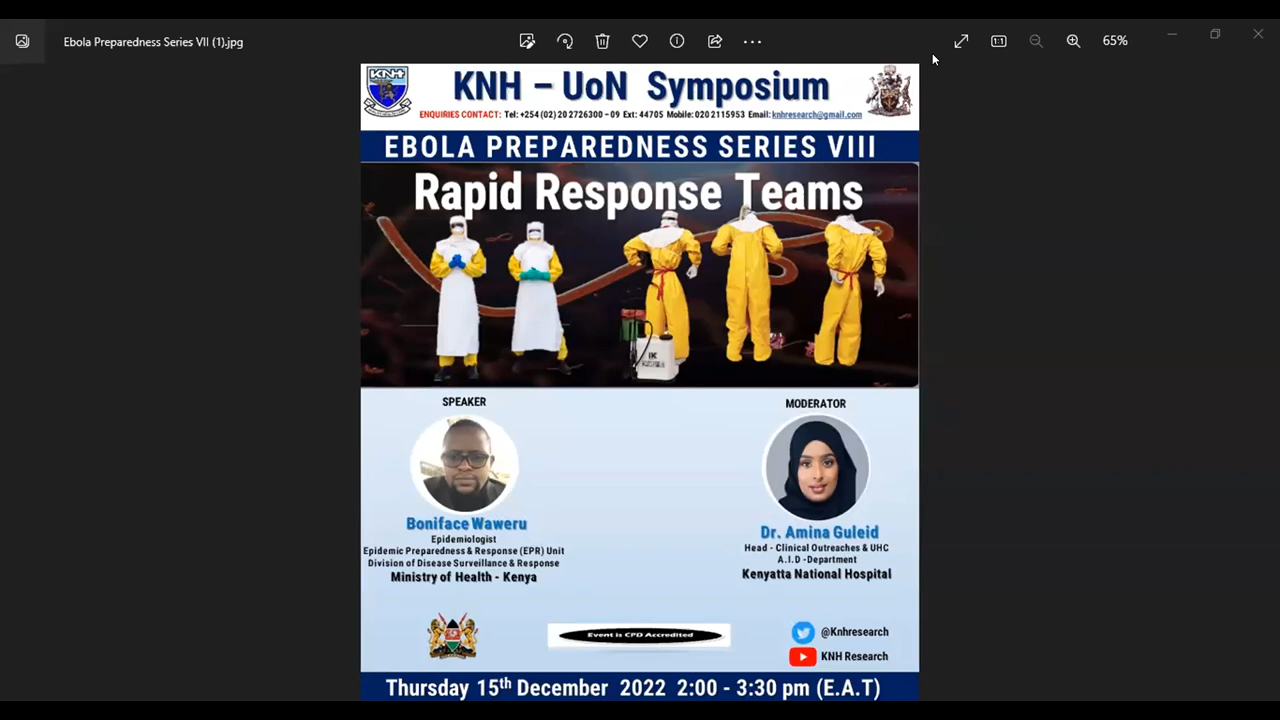 Ebola Preparedness Series VII (1).jpg
65%
KNH
KNH – UoN Symposium
ENQUIRIES CONTACT: Tel: +254 (02) 20 2726300 – 09 Ext: 44705 Mobile: 020 2115953 Email: knhresearch@gmail.com
EBOLA PREPAREDNESS SERIES VIII
Rapid Response Teams
SPEAKER
Boniface Waweru
Epidemiologist
Epidemic Preparedness & Response (EPR) Unit
Division of Disease Surveillance & Response
Ministry of Health - Kenya
MODERATOR
Dr. Amina Guleid
Head - Clinical Outreaches & UHC
A.I.D -Department
Kenyatta National Hospital
Event is CPD Accredited
@Knhresearch
KNH Research
Thursday 15th December 2022 2:00 - 3:30 pm (E.A.T)